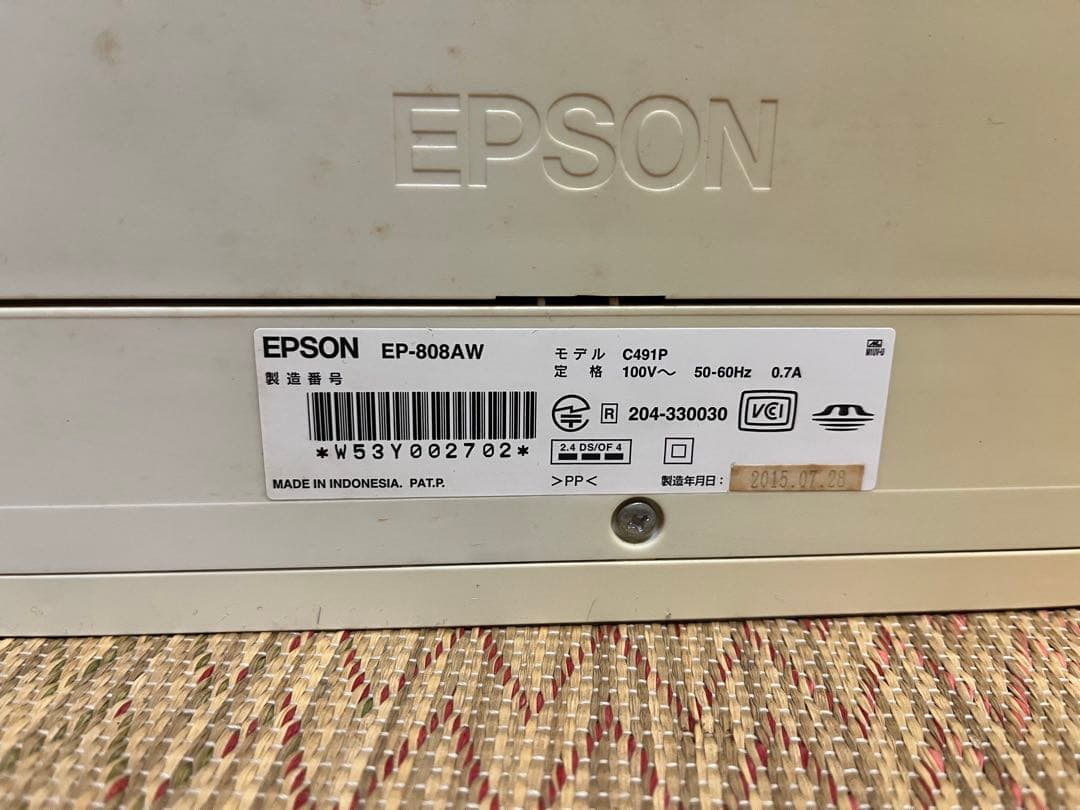 EPSON
EPSON EP-808AW
製造番号
*W53Y002702*
MADE IN INDONESIA. PAT.P.
モデル C491P
定格 100V～ 50-60Hz 0.7A
R 204-330030 VCI
2.4 DS/OF 4
>PP<
製造年月日: 2015.07.28